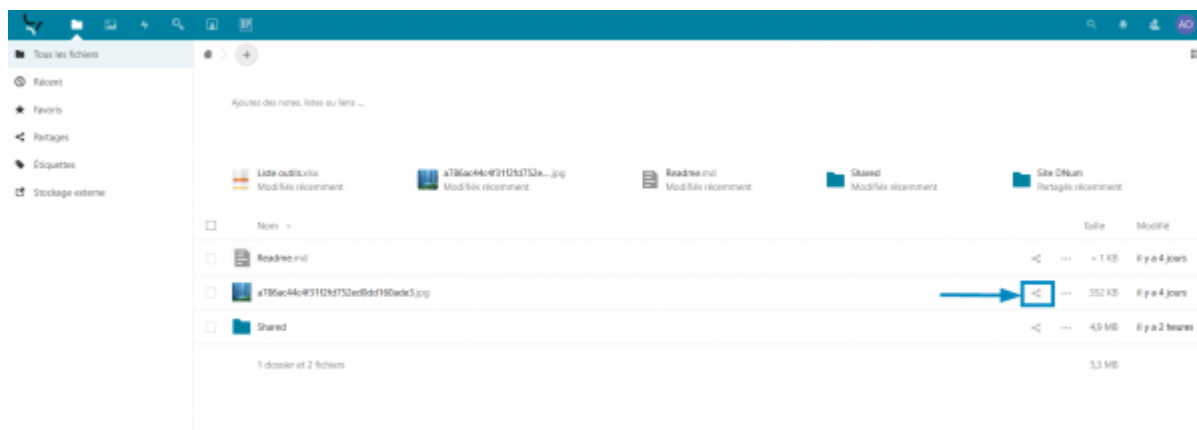 AD
Tous les fichiers
Récent
Ajoutez des notes, listes ou liens ...
Favoris
Partages
Étiquettes
Stockage externe
Liste outils.xlsx
Modifiés récemment
Modifiés récemment
Readme.md
Modifiés récemment
Shared
Modifiés récemment
Site DNum
Partagés récemment
Nom
Taille
Modifié
Readme.md
< 1 KB
il y a 4 jours
352 KB
il y a 4 jours
Shared
4,9 MB
il y a 2 heures
1 dossier et 2 fichiers
5,3 MB